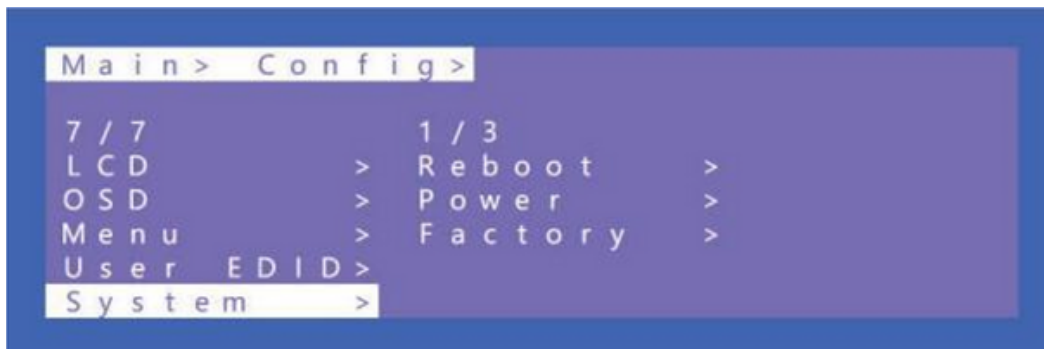 Main> Config>
7/7 1/3
LCD > Reboot >
OSD > Power >
Menu > Factory >
User EDID>
System >